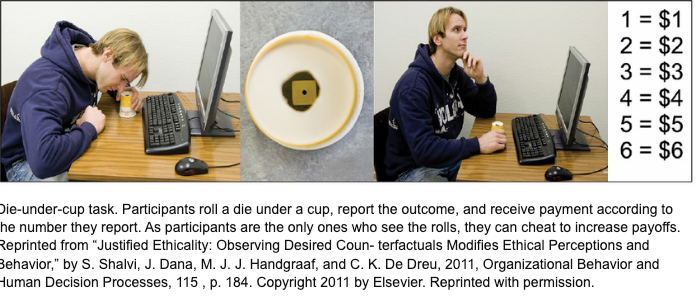 1 = $1
2 = $2
3 = $3
4 = $4
5 = $5
6 = $6
Die-under-cup task. Participants roll a die under a cup, report the outcome, and receive payment according to
the number they report. As participants are the only ones who see the rolls, they can cheat to increase payoffs.
Reprinted from “Justified Ethicality: Observing Desired Coun- terfactuals Modifies Ethical Perceptions and
Behavior,” by S. Shalvi, J. Dana, M. J. J. Handgraaf, and C. K. De Dreu, 2011, Organizational Behavior and
Human Decision Processes, 115 , p. 184. Copyright 2011 by Elsevier. Reprinted with permission.